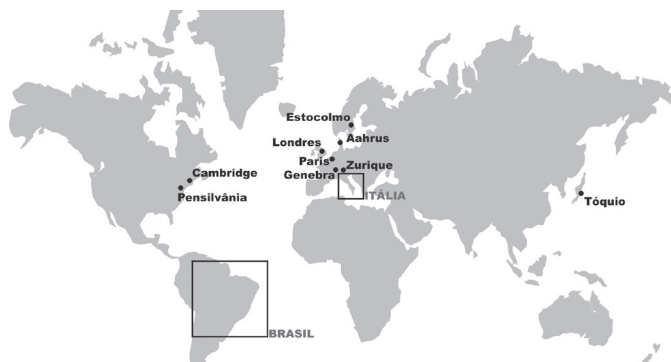 Estocolmo
Aahrus
Londres
Paris
Zurique
Genebra
Cambridge
ITÁLIA
Pensilvânia
Tóquio
BRASIL